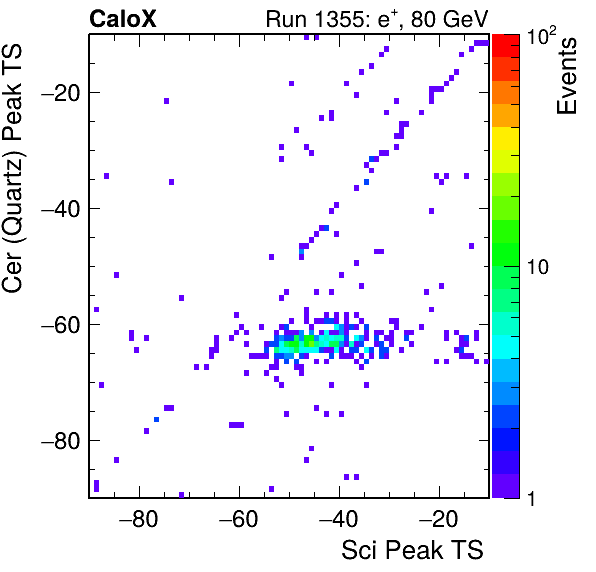 CaloX Run 1355: e⁺, 80 GeV
Cer (Quartz) Peak TS
−20
−40
−60
−80
−80 −60 −40 −20
Sci Peak TS
10²
10
1
Events